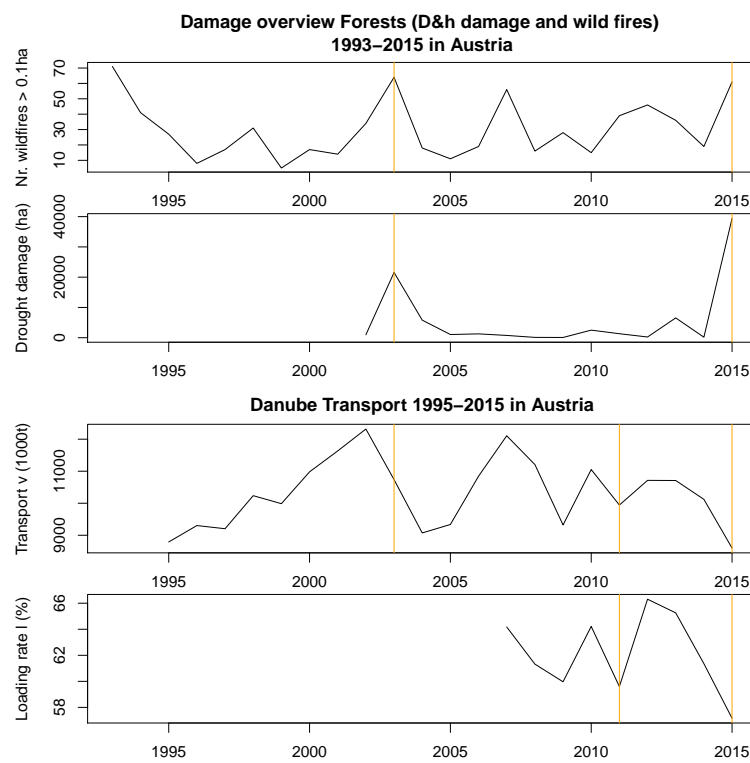 Damage overview Forests (D&h damage and wild fires)
1993−2015 in Austria
Nr. wildfires > 0.1ha
10 30 50 70
1995 2000 2005 2010 2015
Drought damage (ha)
0 20000 40000
1995 2000 2005 2010 2015
Danube Transport 1995−2015 in Austria
Transport v (1000t)
9000 11000
1995 2000 2005 2010 2015
Loading rate l (%)
58 62 66
1995 2000 2005 2010 2015